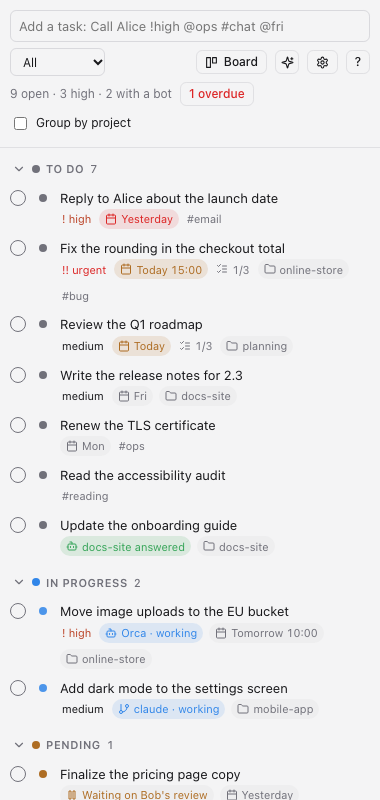 Add a task: Call Alice !high @ops #chat @fri
All
Board
?
9 open · 3 high · 2 with a bot
1 overdue
Group by project
TO DO 7
Reply to Alice about the launch date
! high Yesterday #email
Fix the rounding in the checkout total
!! urgent Today 15:00 1/3 online-store
#bug
Review the Q1 roadmap
medium Today 1/3 planning
Write the release notes for 2.3
medium Fri docs-site
Renew the TLS certificate
Mon #ops
Read the accessibility audit
#reading
Update the onboarding guide
docs-site answered docs-site
IN PROGRESS 2
Move image uploads to the EU bucket
! high Orca · working Tomorrow 10:00
online-store
Add dark mode to the settings screen
medium claude · working mobile-app
PENDING 1
Finalize the pricing page copy
Waiting on Bob's review Yesterday